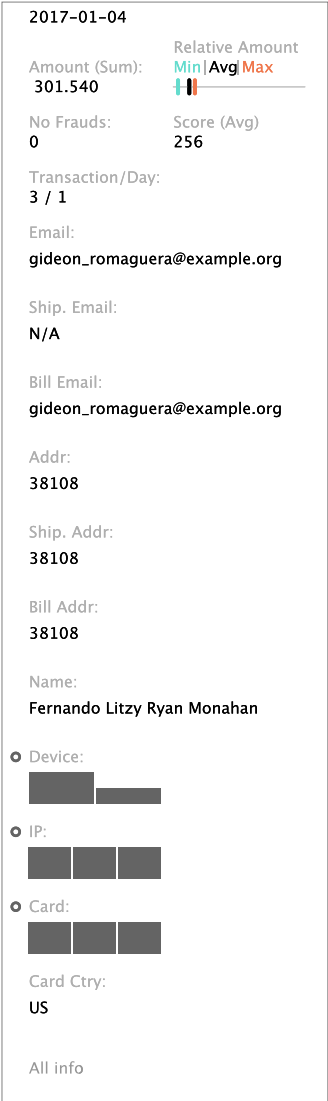 2017-01-04
Relative Amount
Amount (Sum): Min|Avg|Max
301.540
No Frauds: Score (Avg)
0 256
Transaction/Day:
3 / 1
Email:
gideon_romaguera@example.org
Ship. Email:
N/A
Bill Email:
gideon_romaguera@example.org
Addr:
38108
Ship. Addr:
38108
Bill Addr:
38108
Name:
Fernando Litzy Ryan Monahan
Device:
IP:
Card:
Card Ctry:
US
All info